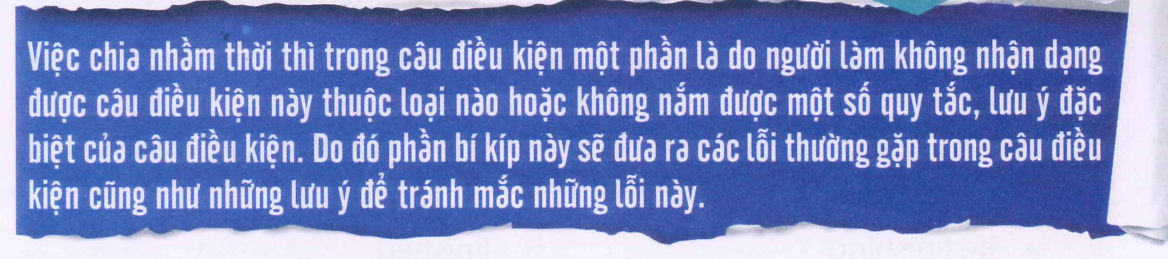 Việc chia nhầm thời thì trong câu điều kiện một phần là do người làm không nhận dạng
được câu điều kiện này thuộc loại nào hoặc không nắm được một số quy tắc, lưu ý đặc
biệt của câu điều kiện. Do đó phần bí kíp này sẽ đưa ra các lỗi thường gặp trong câu điều
kiện cũng như những lưu ý để tránh mắc những lỗi này.